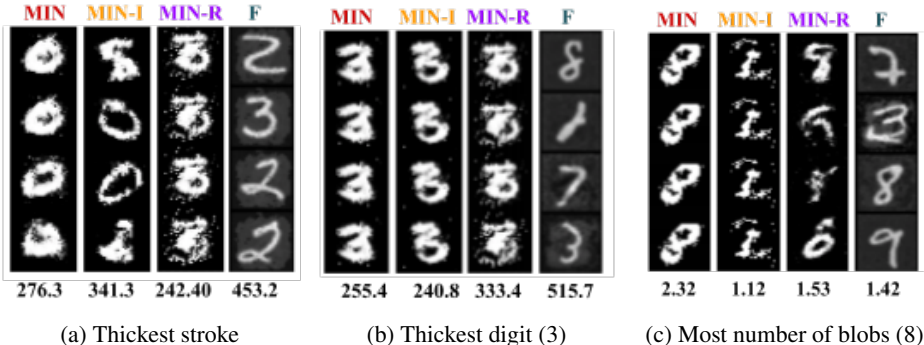 MIN MIN-I MIN-R F
276.3 341.3 242.40 453.2
(a) Thickest stroke
MIN MIN-I MIN-R F
255.4 240.8 333.4 515.7
(b) Thickest digit (3)
MIN MIN-I MIN-R F
2.32 1.12 1.53 1.42
(c) Most number of blobs (8)